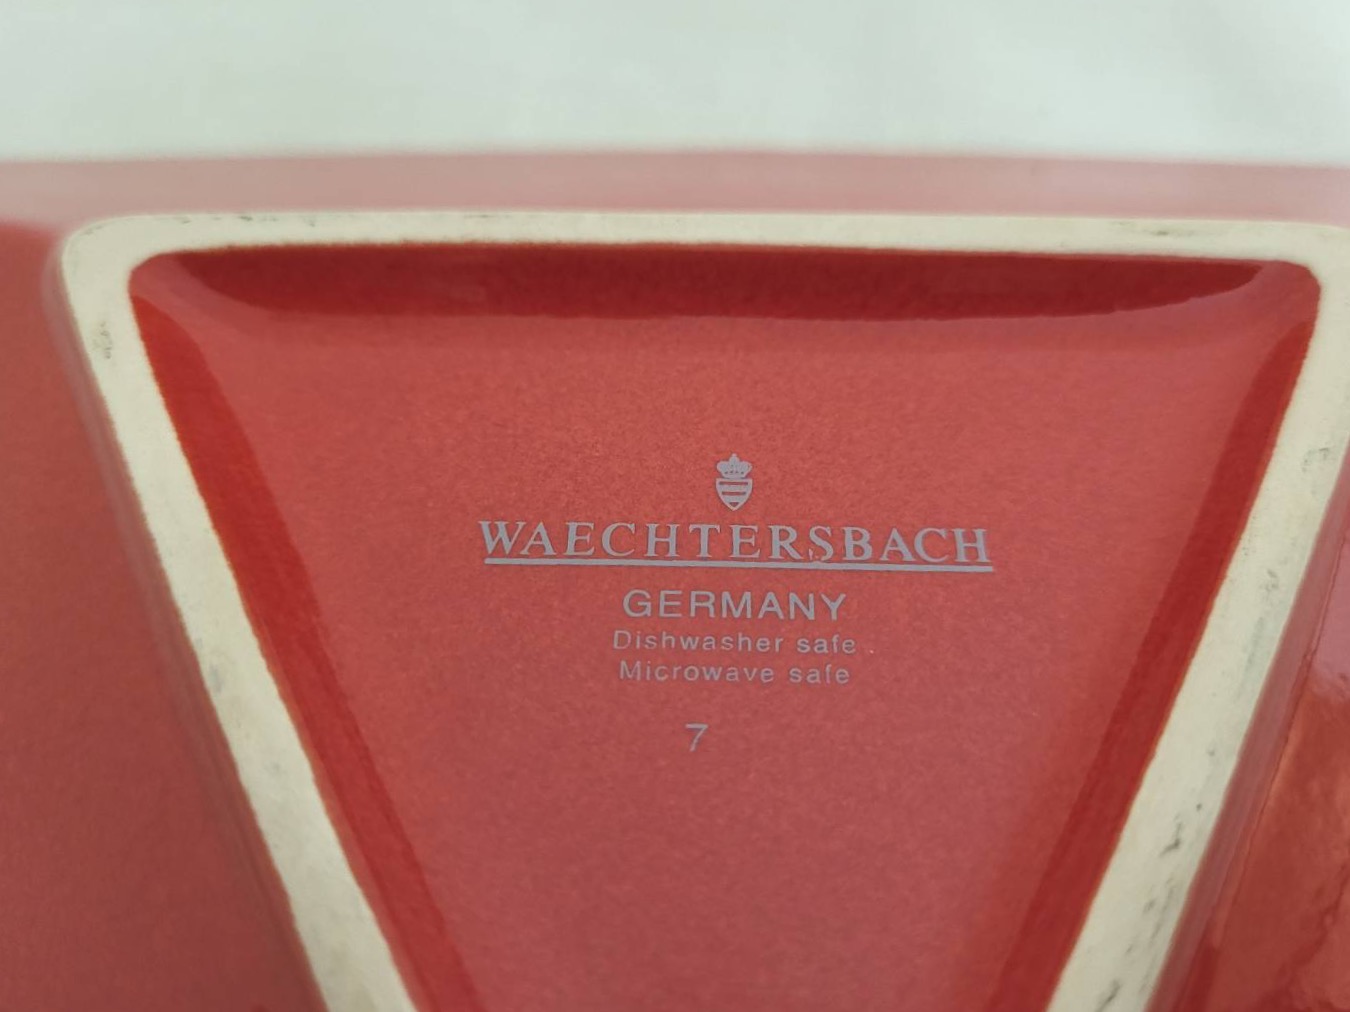 WAECHTERSBACH
GERMANY
Dishwasher safe
Microwave safe
7